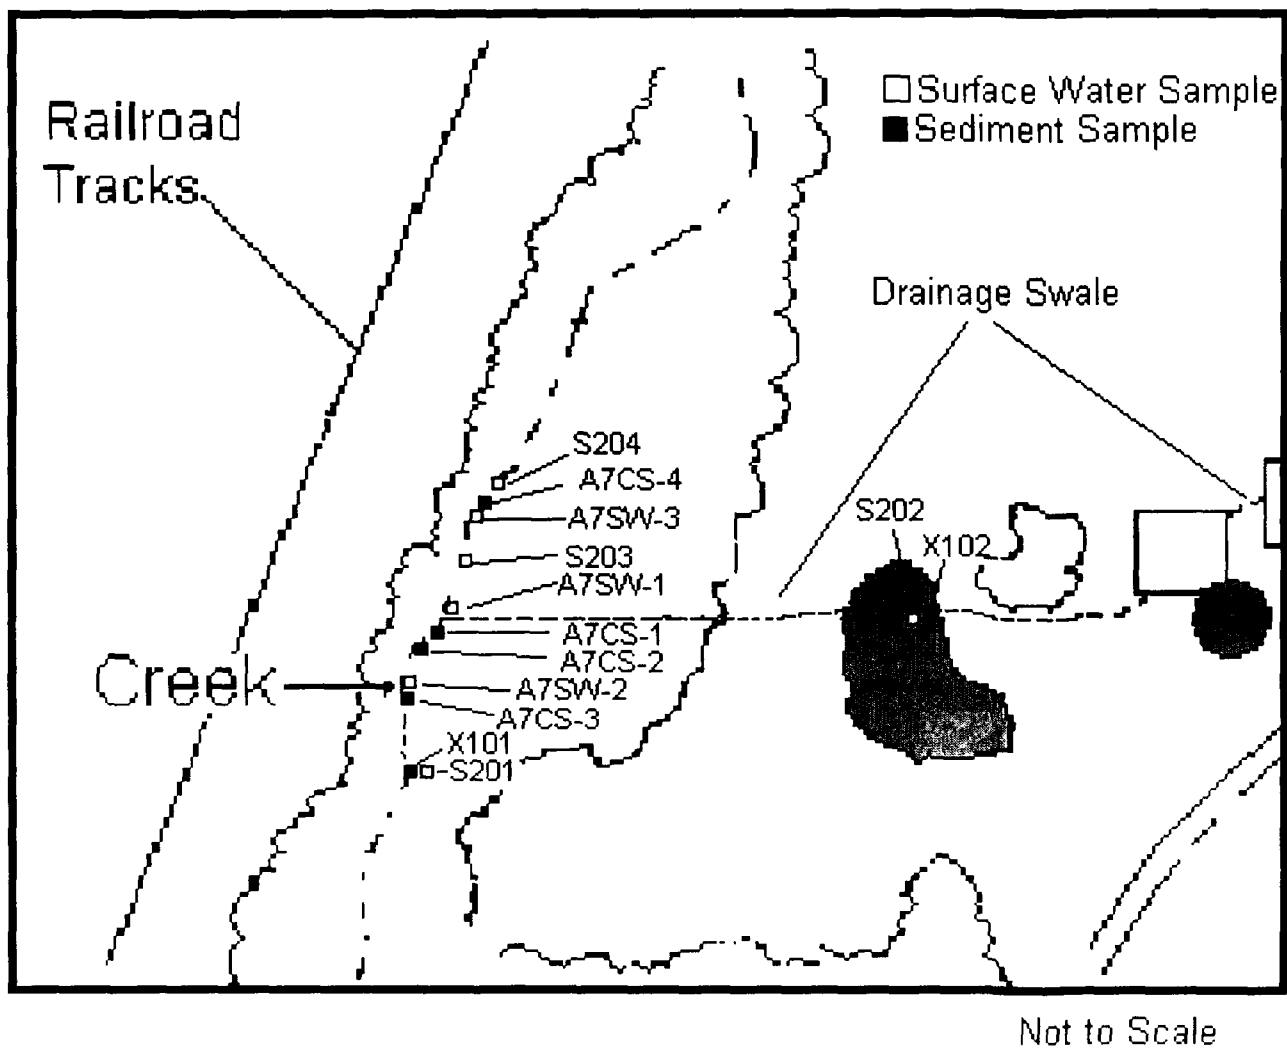 Railroad
Tracks
Surface Water Sample
Sediment Sample
Drainage Swale
S204
A7CS-4
A7SW-3
S203
A7SW-1
S202
X102
A7CS-1
A7CS-2
Creek
A7SW-2
A7CS-3
X101
S201
Not to Scale